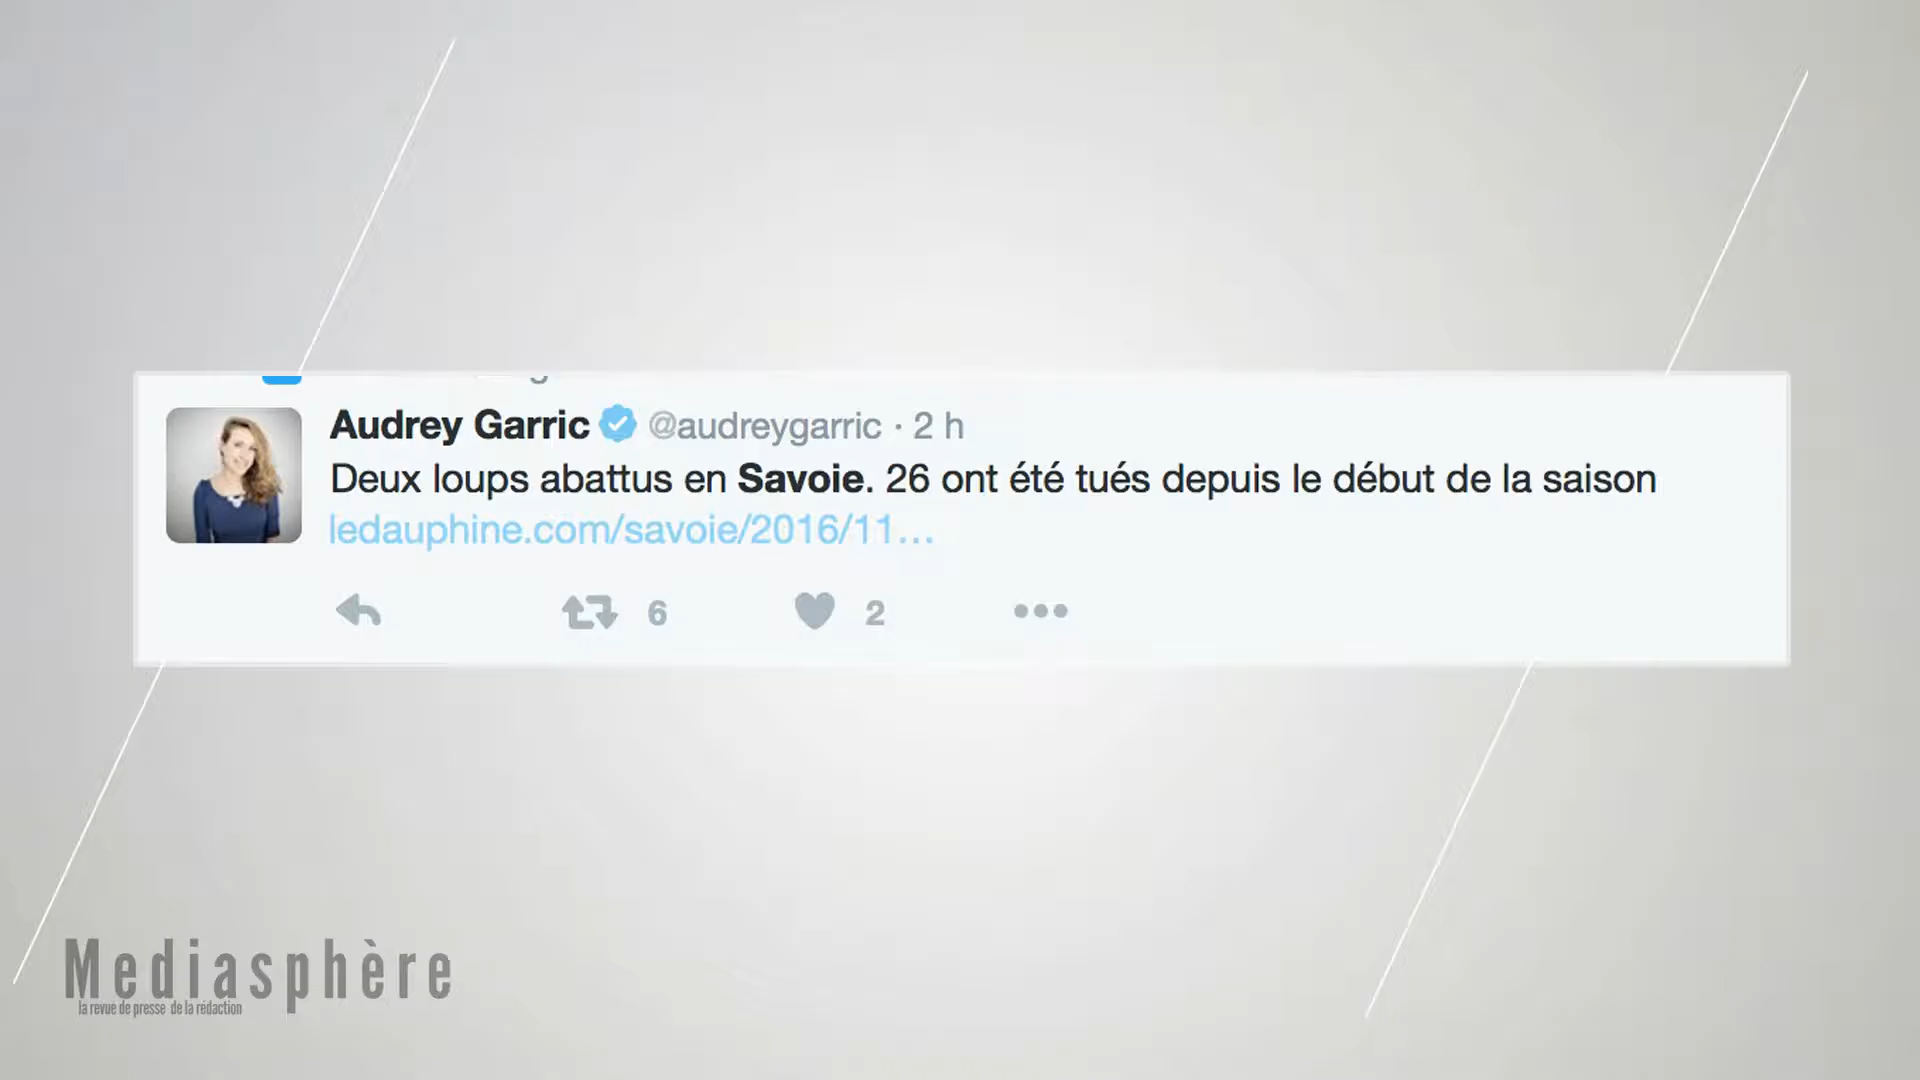 Audrey Garric @audreygarric · 2 h
Deux loups abattus en Savoie. 26 ont été tués depuis le début de la saison
ledauphine.com/savoie/2016/11...
6 2
Mediasphère
la revue de presse de la rédaction